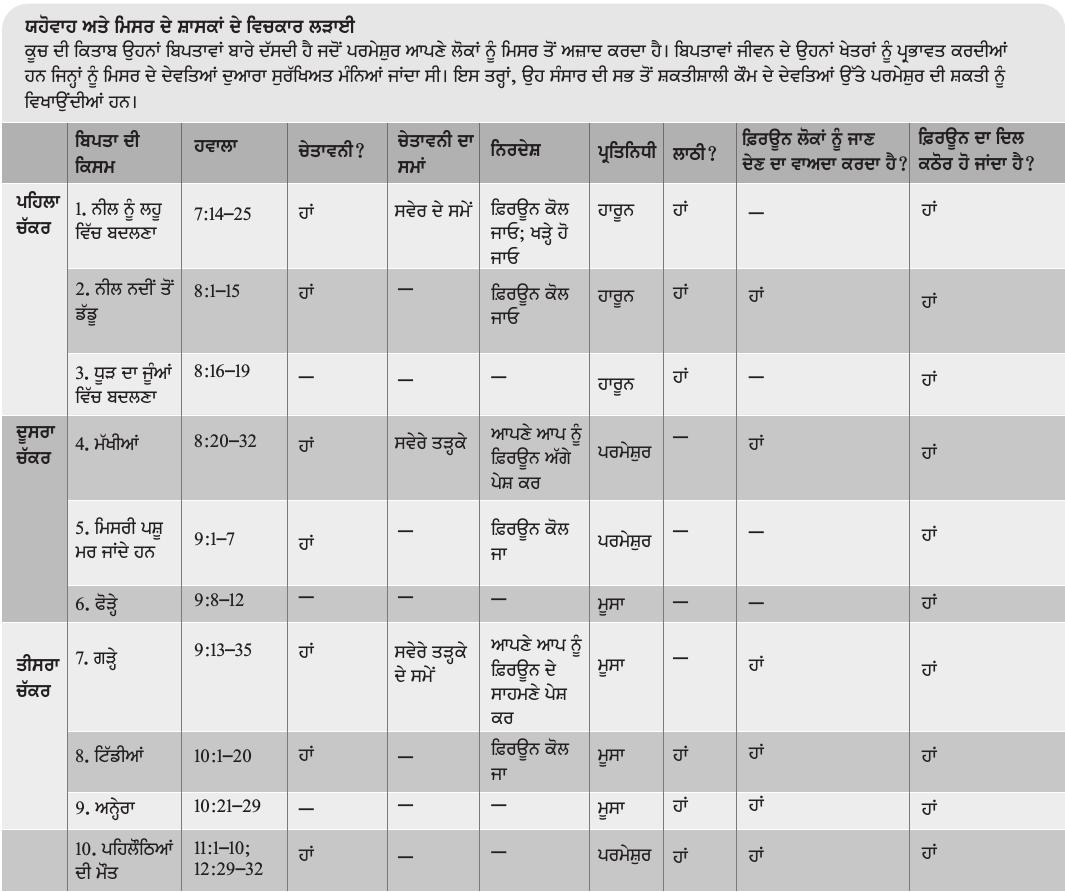 ਯਹੋਵਾਹ ਅਤੇ ਮਿਸਰ ਦੇ ਸ਼ਾਸਕਾਂ ਦੇ ਵਿਚਕਾਰ ਲੜਾਈ
ਕੂਚ ਦੀ ਕਿਤਾਬ ਉਹਨਾਂ ਬਿਪਤਾਵਾਂ ਬਾਰੇ ਦੱਸਦੀ ਹੈ ਜਦੋਂ ਪਰਮੇਸ਼ੁਰ ਆਪਣੇ ਲੋਕਾਂ ਨੂੰ ਮਿਸਰ ਤੋਂ ਅਜ਼ਾਦ ਕਰਦਾ ਹੈ। ਬਿਪਤਾਵਾਂ ਜੀਵਨ ਦੇ ਉਹਨਾਂ ਖੇਤਰਾਂ ਨੂੰ ਪ੍ਰਭਾਵਤ ਕਰਦੀਆਂ
ਹਨ ਜਿਨ੍ਹਾਂ ਨੂੰ ਮਿਸਰ ਦੇ ਦੇਵਤਿਆਂ ਦੁਆਰਾ ਸੁਰੱਖਿਅਤ ਮੰਨਿਆਂ ਜਾਂਦਾ ਸੀ। ਇਸ ਤਰ੍ਹਾਂ, ਉਹ ਸੰਸਾਰ ਦੀ ਸਭ ਤੋਂ ਸ਼ਕਤੀਸ਼ਾਲੀ ਕੌਮ ਦੇ ਦੇਵਤਿਆਂ ਉੱਤੇ ਪਰਮੇਸ਼ੁਰ ਦੀ ਸ਼ਕਤੀ ਨੂੰ
ਵਿਖਾਉਂਦੀਆਂ ਹਨ।
ਬਿਪਤਾ ਦੀ
ਕਿਸਮ
ਹਵਾਲਾ
ਚੇਤਾਵਨੀ?
ਚੇਤਾਵਨੀ ਦਾ
ਸਮਾਂ
ਨਿਰਦੇਸ਼
ਪ੍ਰਤਿਨਿਧੀ
ਲਾਠੀ?
ਫ਼ਿਰਊਨ ਲੋਕਾਂ ਨੂੰ ਜਾਣ
ਦੇਣ ਦਾ ਵਾਅਦਾ ਕਰਦਾ ਹੈ?
ਫ਼ਿਰਊਨ ਦਾ ਦਿਲ
ਕਠੋਰ ਹੋ ਜਾਂਦਾ ਹੈ?
ਪਹਿਲਾ
ਚੱਕਰ
1. ਨੀਲ ਨੂੰ ਲਹੂ
ਵਿੱਚ ਬਦਲਣਾ
7:14–25
ਹਾਂ
ਸਵੇਰ ਦੇ ਸਮੇਂ
ਫ਼ਿਰਊਨ ਕੋਲ
ਜਾਓ; ਖੜ੍ਹੇ ਹੋ
ਜਾਓ
ਹਾਰੂਨ
ਹਾਂ
—
ਹਾਂ
2. ਨੀਲ ਨਦੀਂ ਤੋਂ
ਡੱਡੂ
8:1–15
ਹਾਂ
—
ਫ਼ਿਰਊਨ ਕੋਲ
ਜਾਓ
ਹਾਰੂਨ
ਹਾਂ
ਹਾਂ
ਹਾਂ
3. ਧੂੜ ਦਾ ਜੂੰਆਂ
ਵਿੱਚ ਬਦਲਣਾ
8:16–19
—
—
—
ਹਾਰੂਨ
ਹਾਂ
—
ਹਾਂ
ਦੂਸਰਾ
ਚੱਕਰ
4. ਮੱਖੀਆਂ
8:20–32
ਹਾਂ
ਸਵੇਰੇ ਤੜ੍ਹਕੇ
ਆਪਣੇ ਆਪ ਨੂੰ
ਫ਼ਿਰਊਨ ਅੱਗੇ
ਪੇਸ਼ ਕਰ
ਪਰਮੇਸ਼ੁਰ
—
ਹਾਂ
ਹਾਂ
5. ਮਿਸਰੀ ਪਸ਼ੂ
ਮਰ ਜਾਂਦੇ ਹਨ
9:1–7
ਹਾਂ
—
ਫ਼ਿਰਊਨ ਕੋਲ
ਜਾ
ਪਰਮੇਸ਼ੁਰ
—
—
ਹਾਂ
6. ਫੋੜ੍ਹੇ
9:8–12
—
—
—
ਮੂਸਾ
—
—
ਹਾਂ
ਤੀਸਰਾ
ਚੱਕਰ
7. ਗੜ੍ਹੇ
9:13–35
ਹਾਂ
ਸਵੇਰੇ ਤੜ੍ਹਕੇ
ਦੇ ਸਮੇਂ
ਆਪਣੇ ਆਪ ਨੂੰ
ਫ਼ਿਰਊਨ ਦੇ
ਸਾਹਮਣੇ ਪੇਸ਼
ਕਰ
ਮੂਸਾ
—
ਹਾਂ
ਹਾਂ
8. ਟਿੱਡੀਆਂ
10:1–20
ਹਾਂ
—
ਫ਼ਿਰਊਨ ਕੋਲ
ਜਾ
ਮੂਸਾ
ਹਾਂ
ਹਾਂ
ਹਾਂ
9. ਅਨ੍ਹੇਰਾ
10:21–29
—
—
—
ਮੂਸਾ
ਹਾਂ
ਹਾਂ
ਹਾਂ
10. ਪਹਿਲੌਠਿਆਂ
ਦੀ ਮੌਤ
11:1–10;
12:29–32
ਹਾਂ
—
—
ਪਰਮੇਸ਼ੁਰ
ਹਾਂ
ਹਾਂ
ਹਾਂ